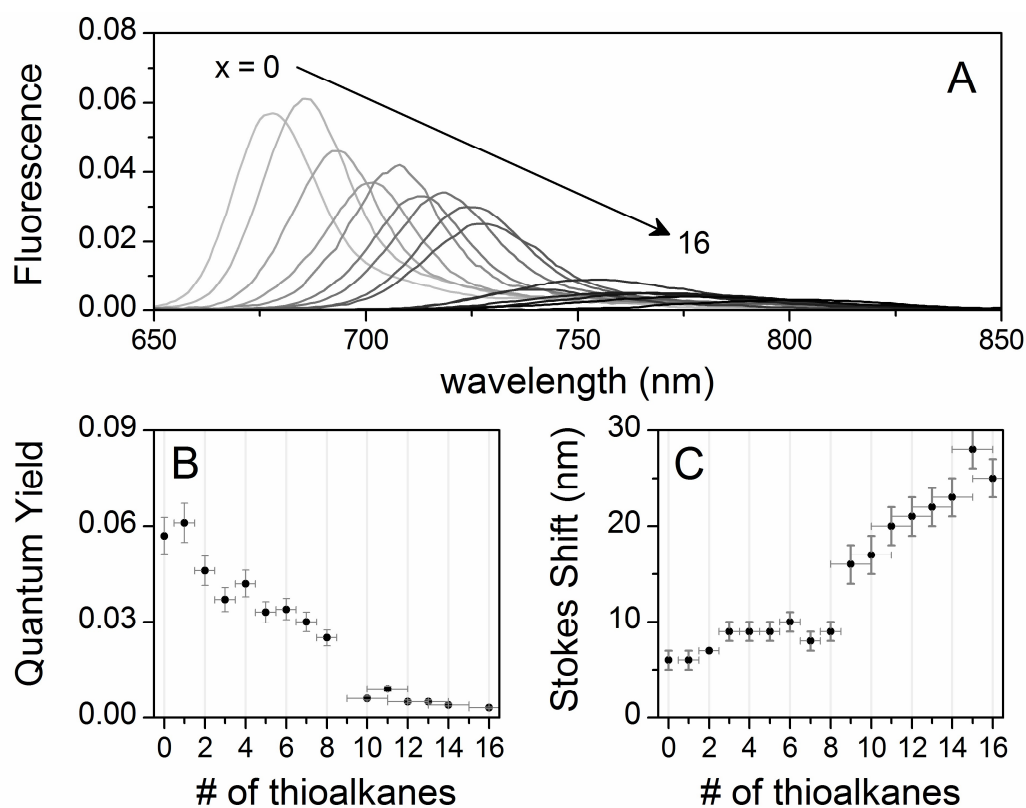 0.08
x = 0
A
0.06
0.04
Fluorescence
16
0.02
0.00
650 700 750 800 850
wavelength (nm)
0.09
B
0.06
Quantum Yield
0.03
0.00
0 2 4 6 8 10 12 14 16
# of thioalkanes
30
C
20
Stokes Shift (nm)
10
0
0 2 4 6 8 10 12 14 16
# of thioalkanes